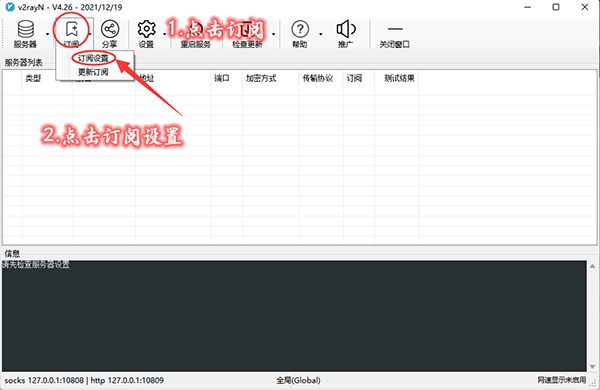 v2rayN - V4.26 - 2021/12/19
服务器 订阅 分享 设置 重启服务 检查更新 帮助 推广 关闭窗口
1.点击订阅
服务器列表
订阅设置
更新订阅
类型 地址 端口 加密方式 传输协议 订阅 测试结果
2.点击订阅设置
信息
请先检查服务器设置
socks 127.0.0.1:10808 | http 127.0.0.1:10809 全局(Global) 网速显示未启用